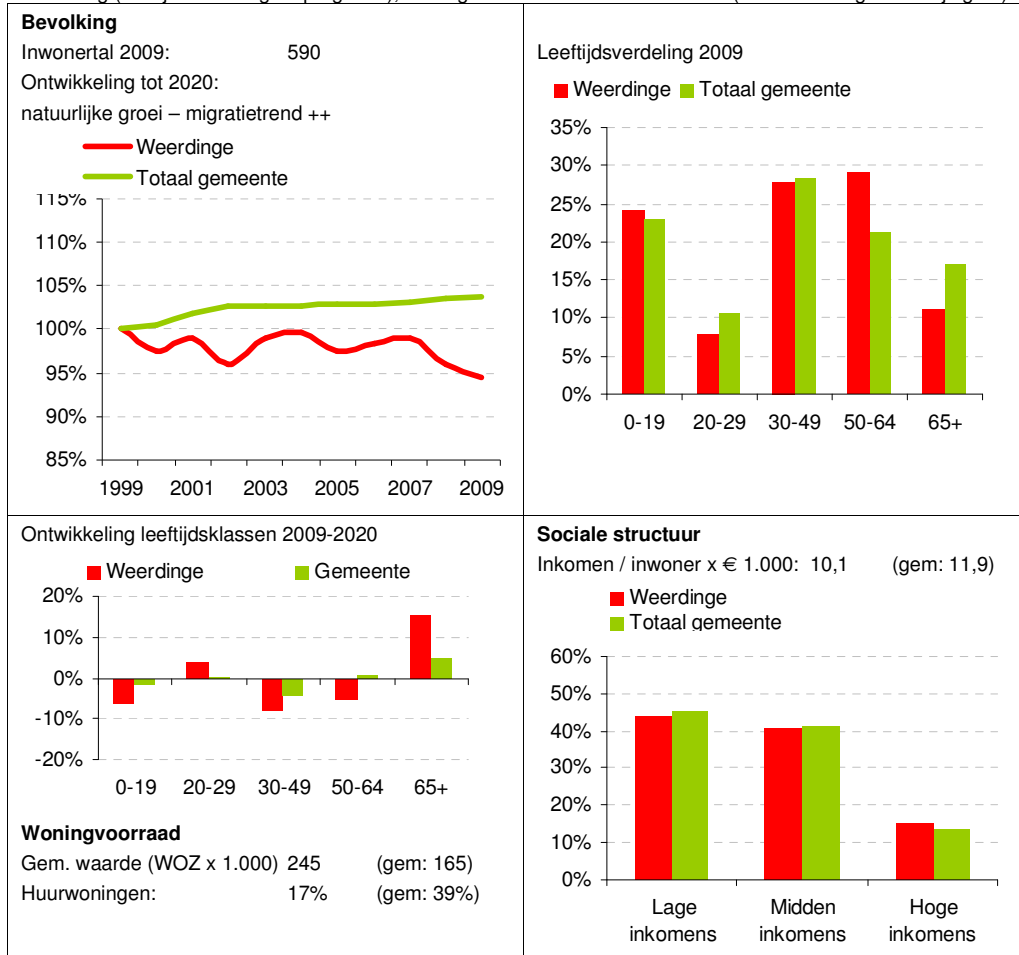 Bevolking
Inwonertal 2009: 590
Ontwikkeling tot 2020:
natuurlijke groei – migratietrend ++
Weerdinge
Totaal gemeente
115%
110%
105%
100%
95%
90%
85%
1999 2001 2003 2005 2007 2009
Leeftijdsverdeling 2009
Weerdinge Totaal gemeente
35%
30%
25%
20%
15%
10%
5%
0%
0-19 20-29 30-49 50-64 65+
Ontwikkeling leeftijdsklassen 2009-2020
Weerdinge Gemeente
20%
10%
0%
-10%
-20%
0-19 20-29 30-49 50-64 65+
Woningvoorraad
Gem. waarde (WOZ x 1.000) 245 (gem: 165)
Huurwoningen: 17% (gem: 39%)
Sociale structuur
Inkomen / inwoner x € 1.000: 10,1 (gem: 11,9)
Weerdinge
Totaal gemeente
60%
50%
40%
30%
20%
10%
0%
Lage Midden Hoge
inkomens inkomens inkomens